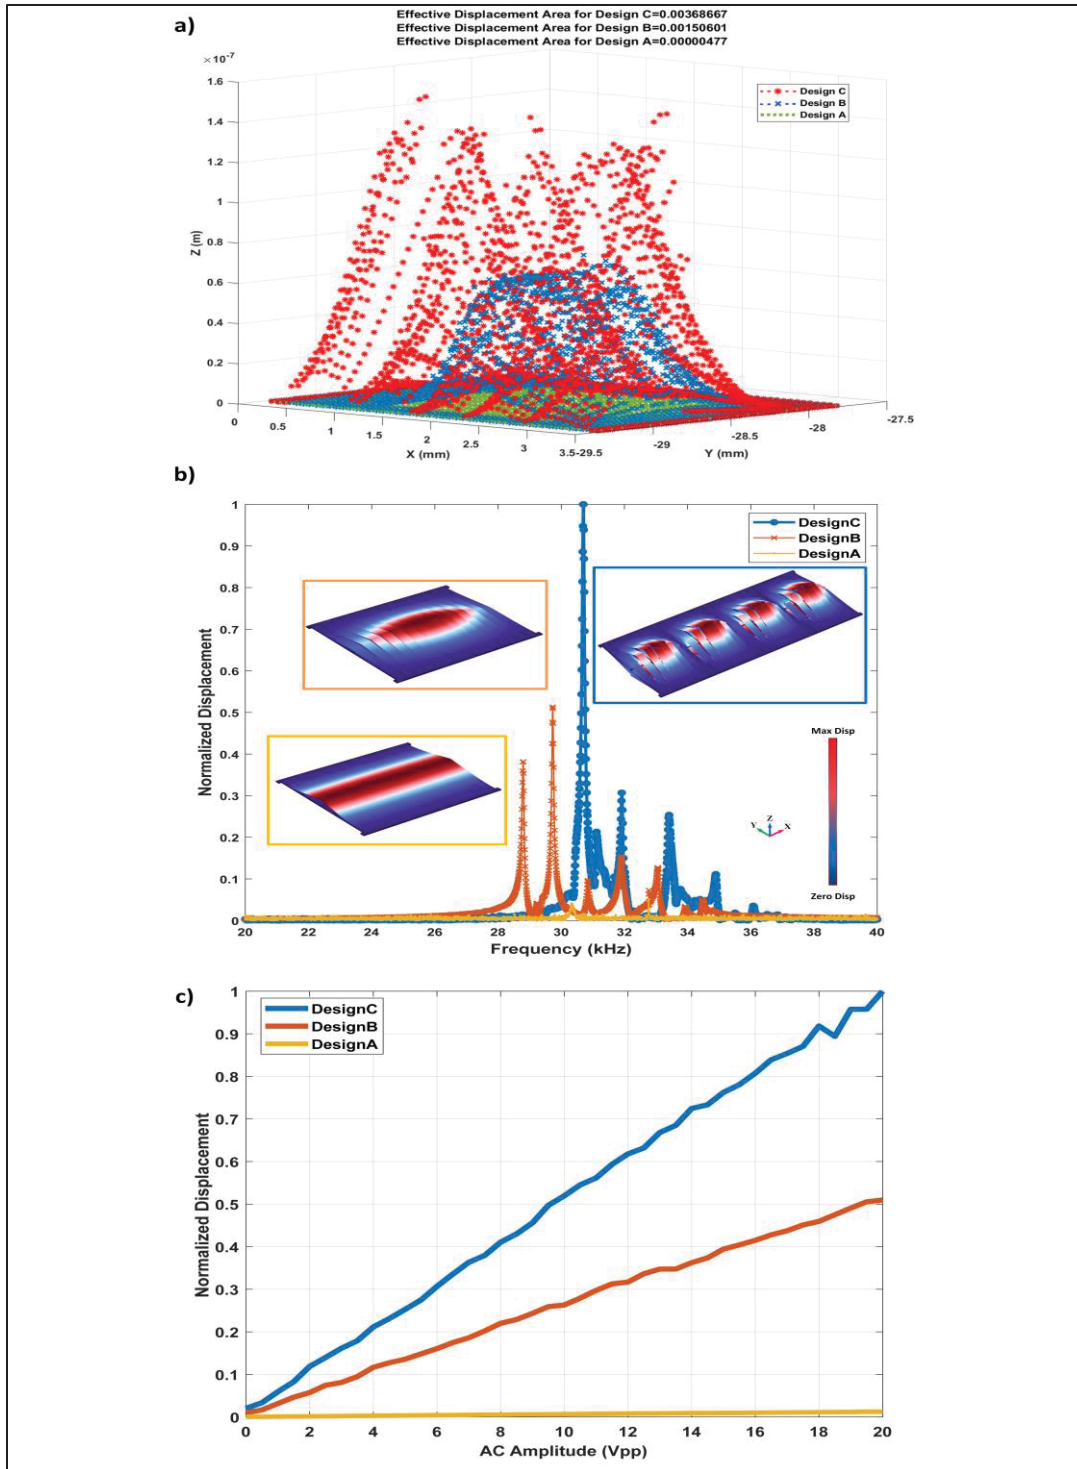 Effective Displacement Area for Design C=0.00368667
a)
Effective Displacement Area for Design B=0.00150601
Effective Displacement Area for Design A=0.00000477
×10⁻⁷
1.6
1.4
1.2
1
0.8
0.6
0.4
0.2
0
Z (m)
Design C
Design B
Design A
0
0.5
1
1.5
2
2.5
3
3.5
X (mm)
-29.5
-29
-28.5
-28
-27.5
Y (mm)
b)
1
0.9
0.8
0.7
0.6
0.5
0.4
0.3
0.2
0.1
0
Normalized Displacement
DesignC
DesignB
DesignA
Max Disp
Zero Disp
Z
Y
X
20
22
24
26
28
30
32
34
36
38
40
Frequency (kHz)
c)
1
0.9
0.8
0.7
0.6
0.5
0.4
0.3
0.2
0.1
0
Normalized Displacement
DesignC
DesignB
DesignA
0
2
4
6
8
10
12
14
16
18
20
AC Amplitude (Vpp)